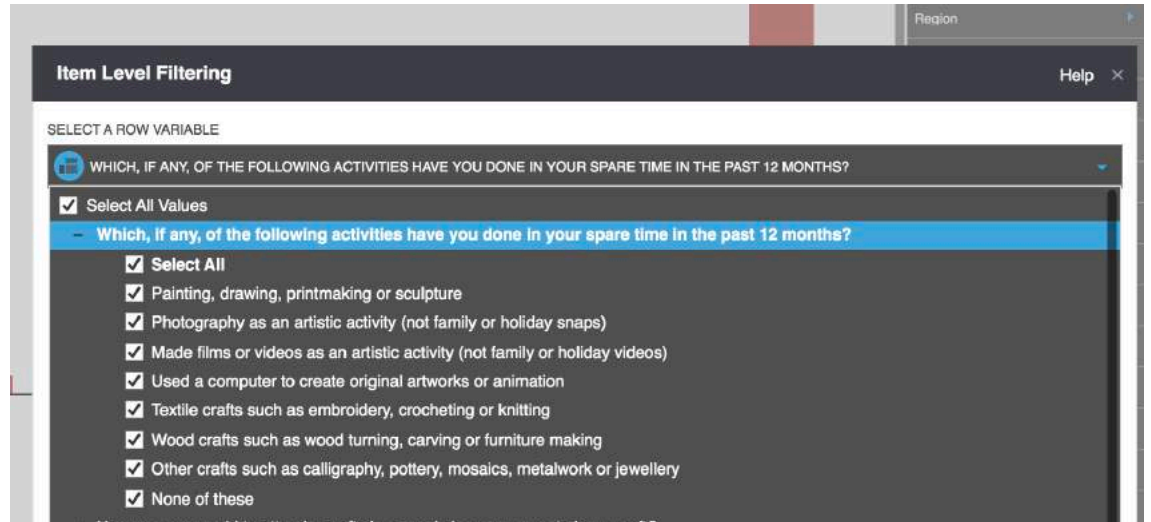 Region
Item Level Filtering
Help
SELECT A ROW VARIABLE
WHICH, IF ANY, OF THE FOLLOWING ACTIVITIES HAVE YOU DONE IN YOUR SPARE TIME IN THE PAST 12 MONTHS?
Select All Values
Which, if any, of the following activities have you done in your spare time in the past 12 months?
Select All
Painting, drawing, printmaking or sculpture
Photography as an artistic activity (not family or holiday snaps)
Made films or videos as an artistic activity (not family or holiday videos)
Used a computer to create original artworks or animation
Textile crafts such as embroidery, crocheting or knitting
Wood crafts such as wood turning, carving or furniture making
Other crafts such as calligraphy, pottery, mosaics, metalwork or jewellery
None of these